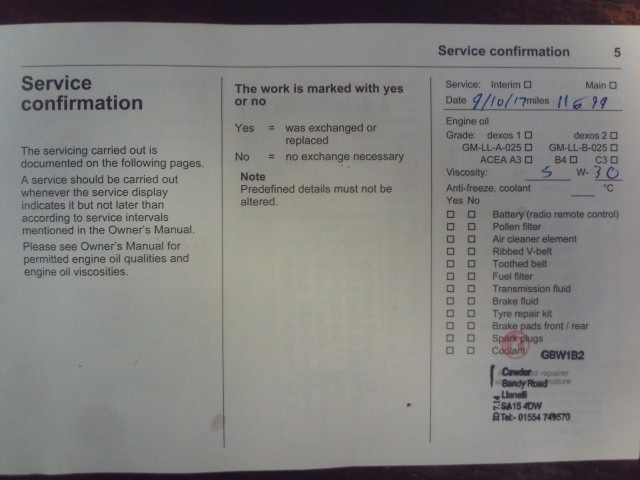 Service confirmation 5
Service
confirmation
The servicing carried out is
documented on the following pages.
A service should be carried out
whenever the service display
indicates it but not later than
according to service intervals
mentioned in the Owner's Manual.
Please see Owner's Manual for
permitted engine oil qualities and
engine oil viscosities.
The work is marked with yes
or no
Yes = was exchanged or
replaced
No = no exchange necessary
Note
Predefined details must not be
altered.
Service: Interim □ Main □
Date 9/10/17 miles 11699
Engine oil
Grade: dexos 1 □ dexos 2 □
GM-LL-A-025 □ GM-LL-B-025 □
ACEA A3 □ B4 □ C3 □
Viscosity: 5 W- 30
Anti-freeze, coolant °C
Yes No
□ □ Battery (radio remote control)
□ □ Pollen filter
□ □ Air cleaner element
□ □ Ribbed V-belt
□ □ Toothed belt
□ □ Fuel filter
□ □ Transmission fluid
□ □ Brake fluid
□ □ Tyre repair kit
□ □ Brake pads front / rear
□ □ Spark plugs
□ □ Coolant
GBW1B2
repairer
Cawdor
Sandy Road
Llanelli
SA15 4DW
Tel:- 01554 749570